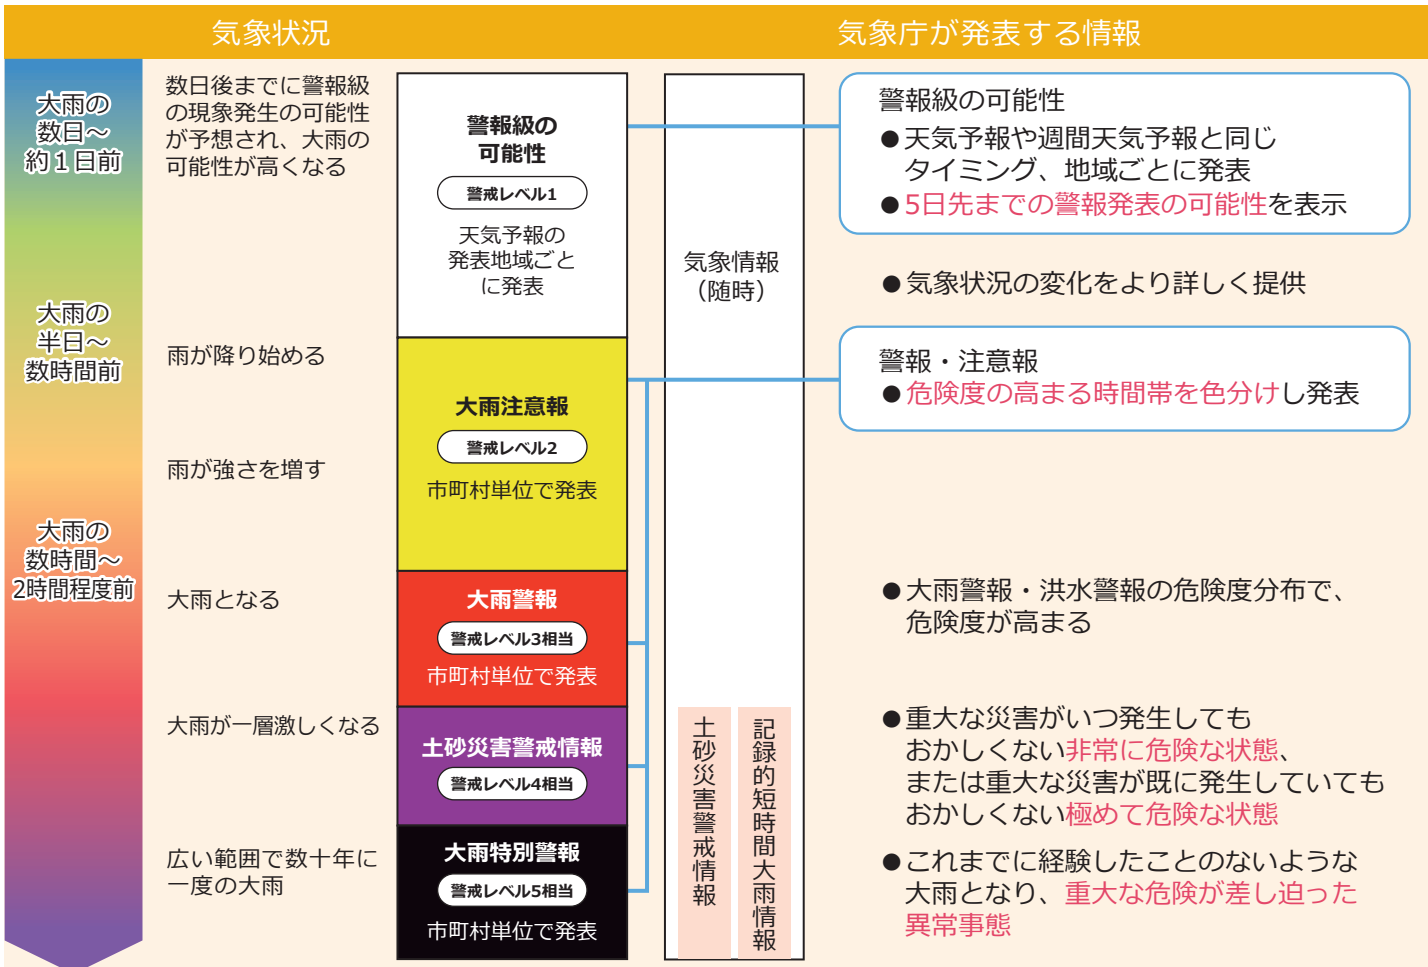 気象状況
気象庁が発表する情報
大雨の
数日～
約１日前
数日後までに警報級
の現象発生の可能性
が予想され、大雨の
可能性が高くなる
警報級の
可能性
警戒レベル1
天気予報の
発表地域ごと
に発表
気象情報
（随時）
警報級の可能性
●天気予報や週間天気予報と同じ
タイミング、地域ごとに発表
●5日先までの警報発表の可能性を表示
●気象状況の変化をより詳しく提供
大雨の
半日～
数時間前
雨が降り始める
雨が強さを増す
大雨注意報
警戒レベル2
市町村単位で発表
警報・注意報
●危険度の高まる時間帯を色分けし発表
大雨の
数時間～
2時間程度前
大雨となる
大雨警報
警戒レベル3相当
市町村単位で発表
●大雨警報・洪水警報の危険度分布で、
危険度が高まる
大雨が一層激しくなる
土砂災害警戒情報
警戒レベル4相当
土砂災害警戒情報
記録的短時間大雨情報
●重大な災害がいつ発生しても
おかしくない非常に危険な状態、
または重大な災害が既に発生していても
おかしくない極めて危険な状態
広い範囲で数十年に
一度の大雨
大雨特別警報
警戒レベル5相当
市町村単位で発表
●これまでに経験したことのないような
大雨となり、重大な危険が差し迫った
異常事態